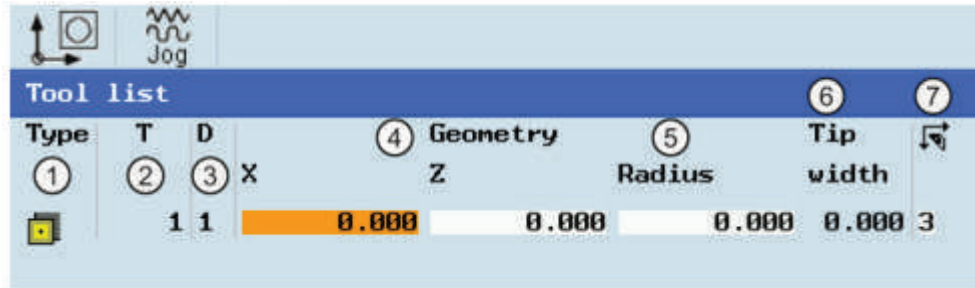 Jog
Tool list ⑥ ⑦
Type T D ④ Geometry ⑤ Tip
① ② ③ X Z Radius width
1 1 0.000 0.000 0.000 0.000 3